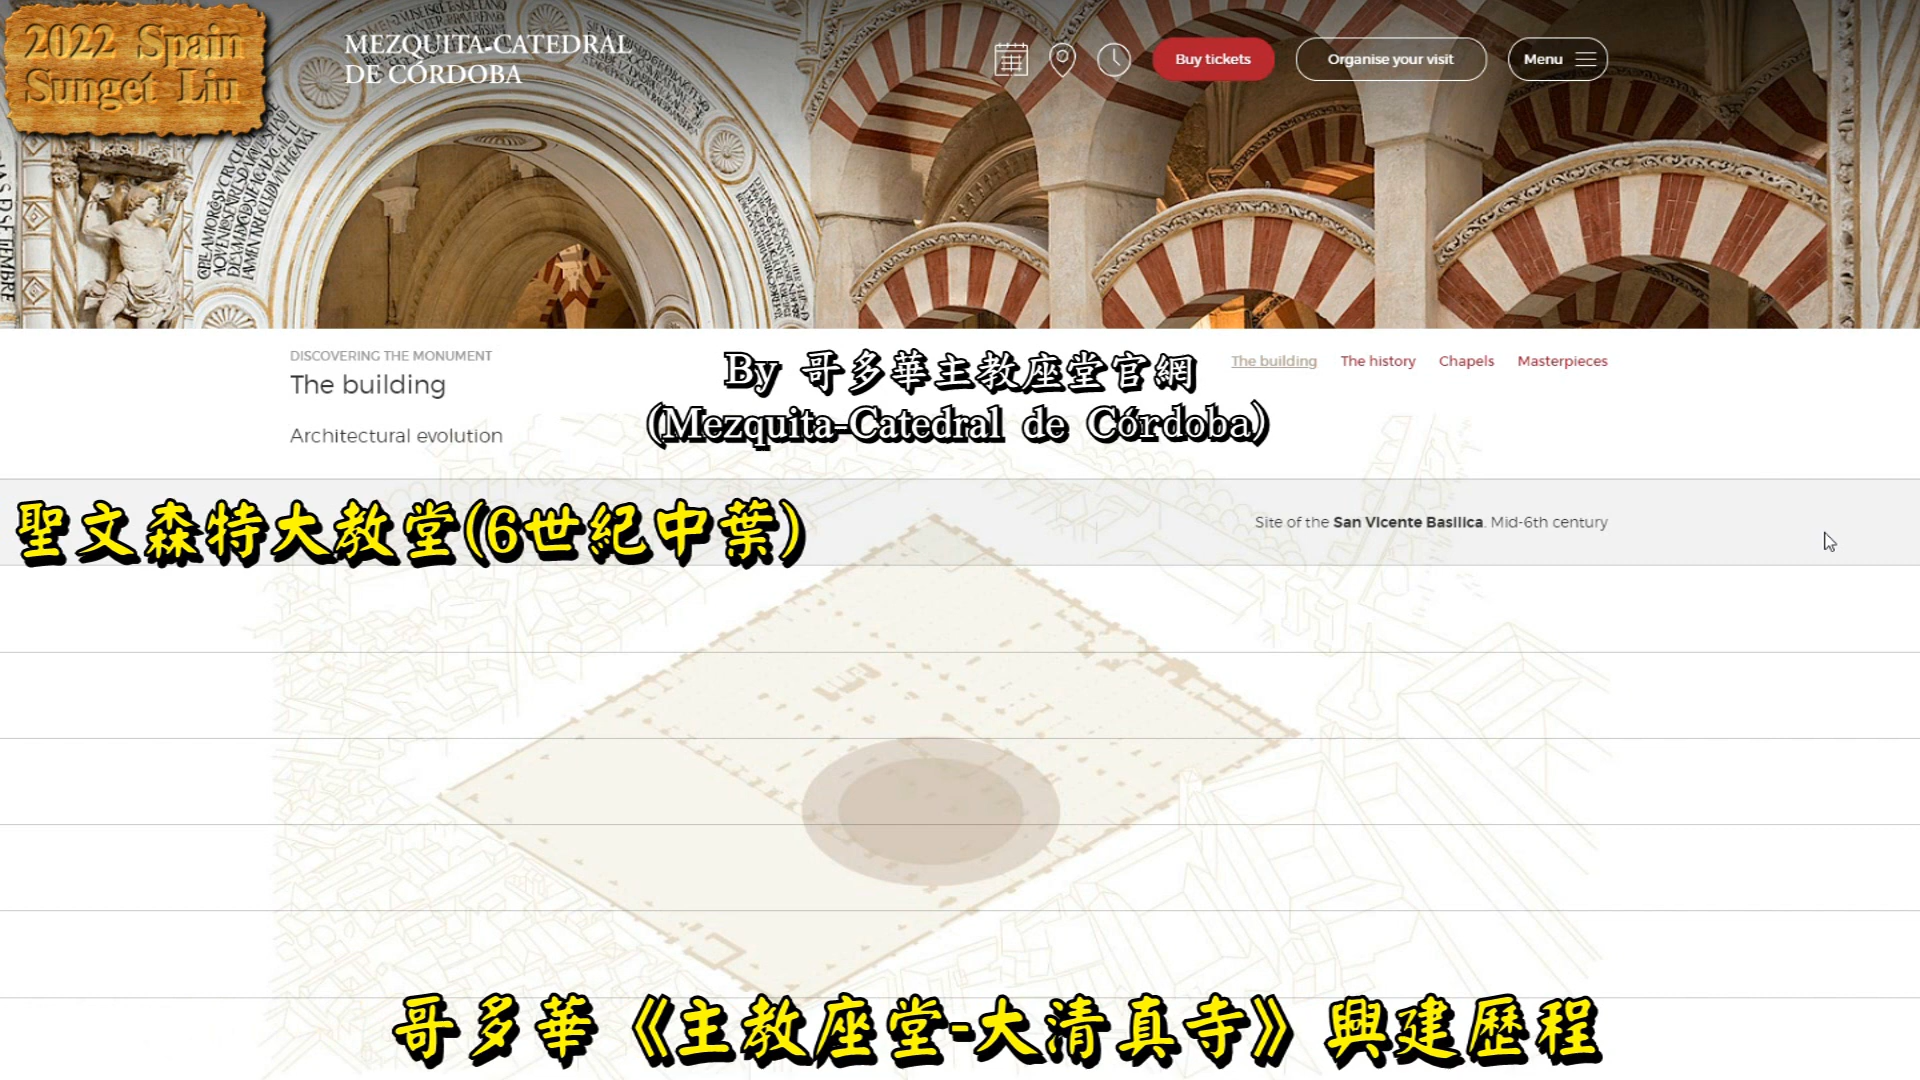 2022 Spain
Sunget Liu
MEZQUITA-CATEDRAL
DE CÓRDOBA
Buy tickets
Organise your visit
Menu
DISCOVERING THE MONUMENT
The building
Architectural evolution
By 哥多華主教座堂官網
(Mezquita-Catedral de Córdoba)
The building
The history
Chapels
Masterpieces
聖文森特大教堂(6世紀中葉)
Site of the San Vicente Basilica. Mid-6th century
哥多華《主教座堂-大清真寺》興建歷程